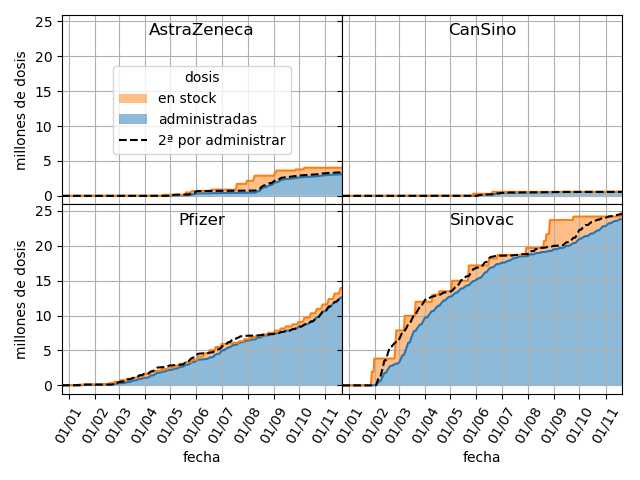 AstraZeneca
CanSino
millones de dosis
25
20
15
10
5
0
dosis
en stock
administradas
2ª por administrar
Pfizer
Sinovac
millones de dosis
25
20
15
10
5
0
01/01 01/02 01/03 01/04 01/05 01/06 01/07 01/08 01/09 01/10 01/11
01/01 01/02 01/03 01/04 01/05 01/06 01/07 01/08 01/09 01/10 01/11
fecha
fecha